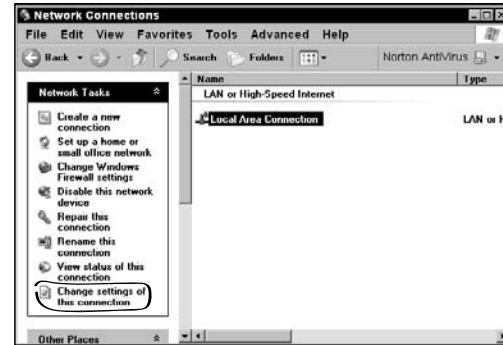 Network Connections
File Edit View Favorites Tools Advanced Help
Back Search Folders Norton AntiVirus
Network Tasks
Create a new
connection
Set up a home or
small office network
Change Windows
Firewall settings
Disable this network
device
Repair this
connection
Rename this
connection
View status of this
connection
Change settings of
this connection
Other Places
Name Type
LAN or High-Speed Internet
Local Area Connection LAN or H